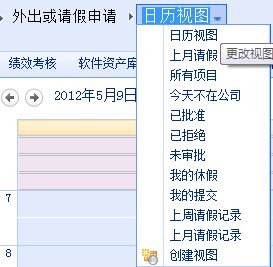 外出或请假申请 日历视图
日历视图
上月请假
更改视图
所有项目
绩效考核 软件资产库
今天不在公司
2012年5月9日
已批准
已拒绝
未审批
我的休假
我的提交
7
上周请假记录
上月请假记录
8
创建视图